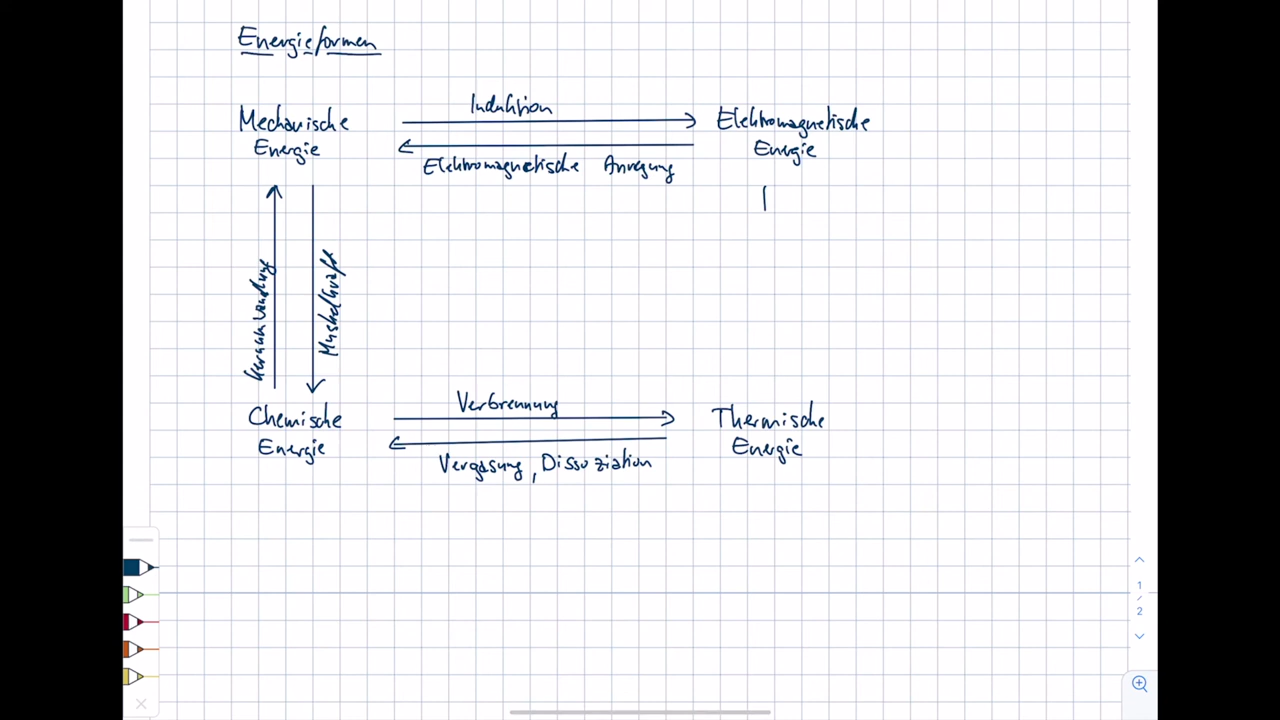 Energieformen
Induktion
Mechanische
Energie
Elektromagnetische
Energie
Elektromagnetische Anregung
Muskelkraft
Verbrennung
Chemische
Energie
Thermische
Energie
Vergasung, Dissoziation
1
/
2